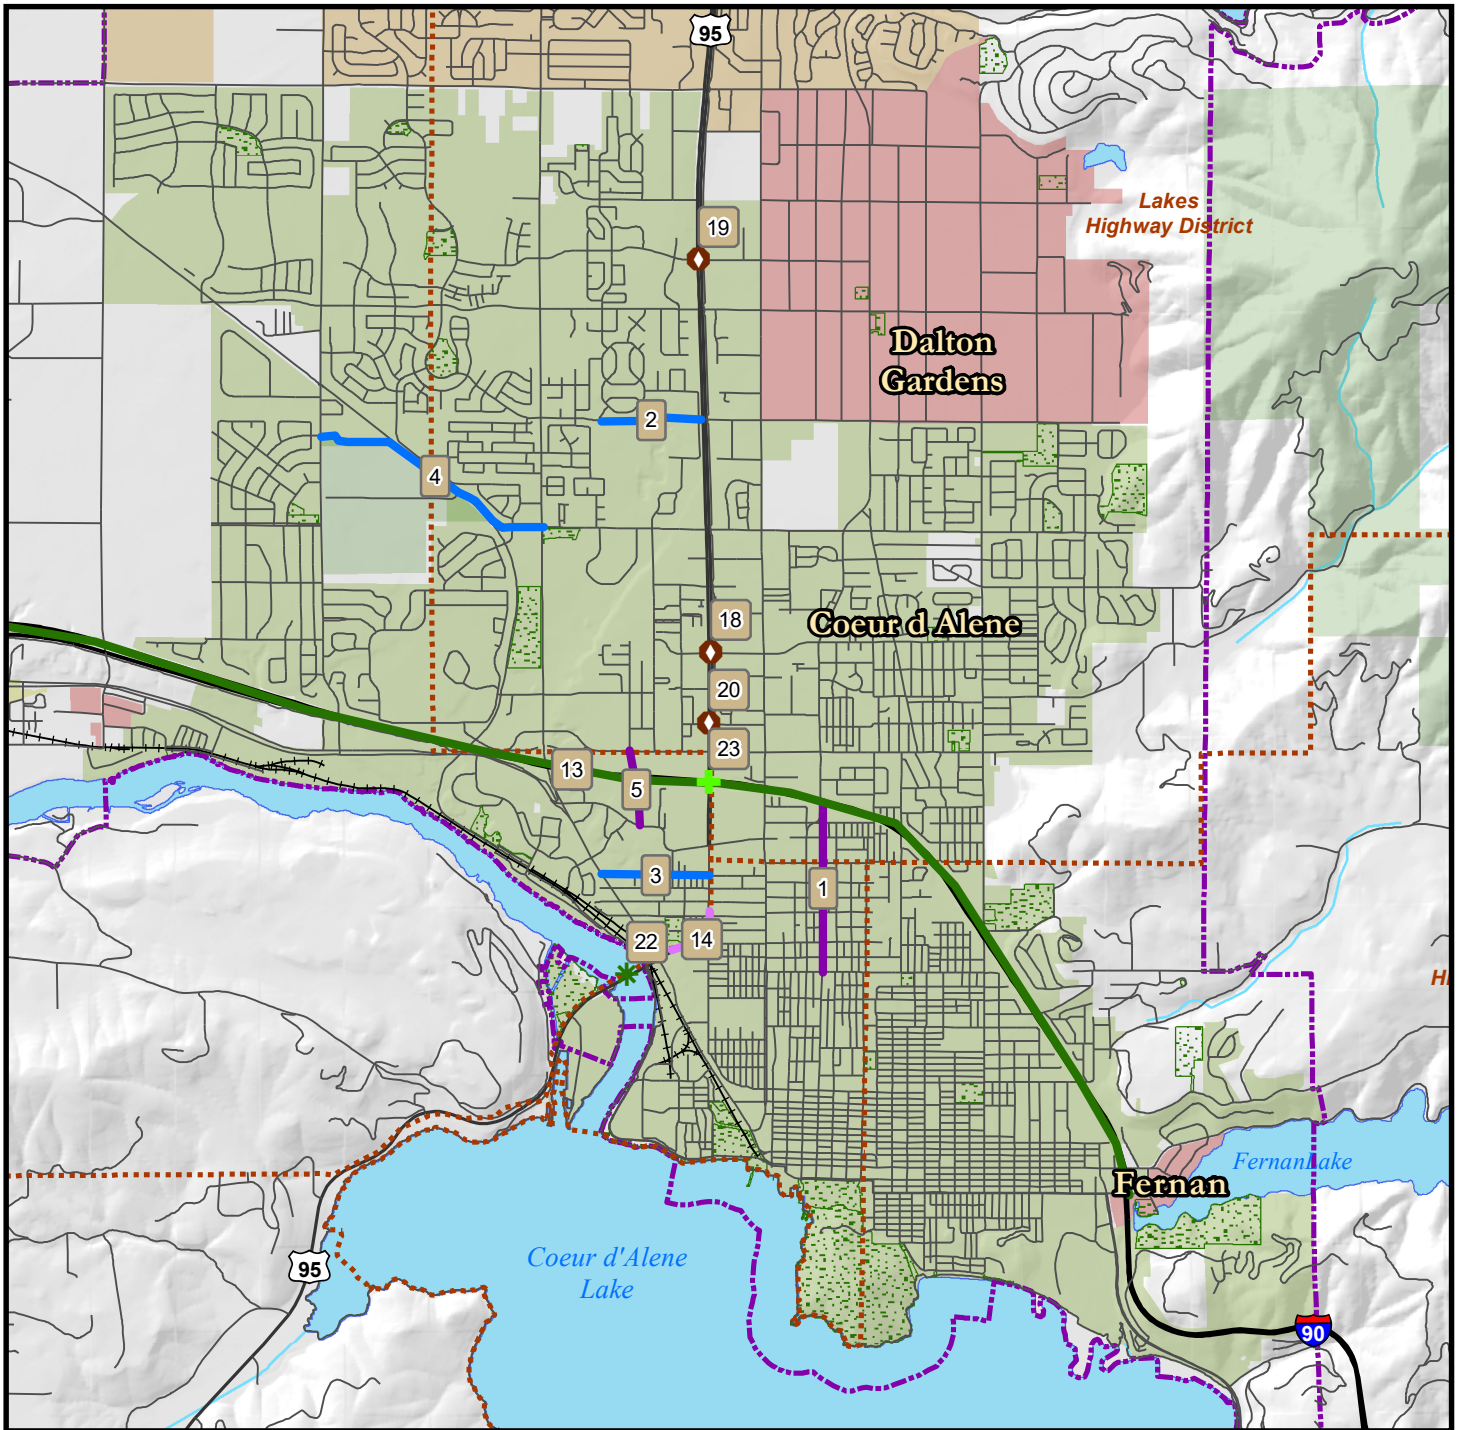 95
19
Lakes
Highway District
Dalton
Gardens
2
4
18
Coeur d Alene
20
23
13
5
3
1
22
14
Fernan Lake
Fernan
Coeur d'Alene
Lake
95
90